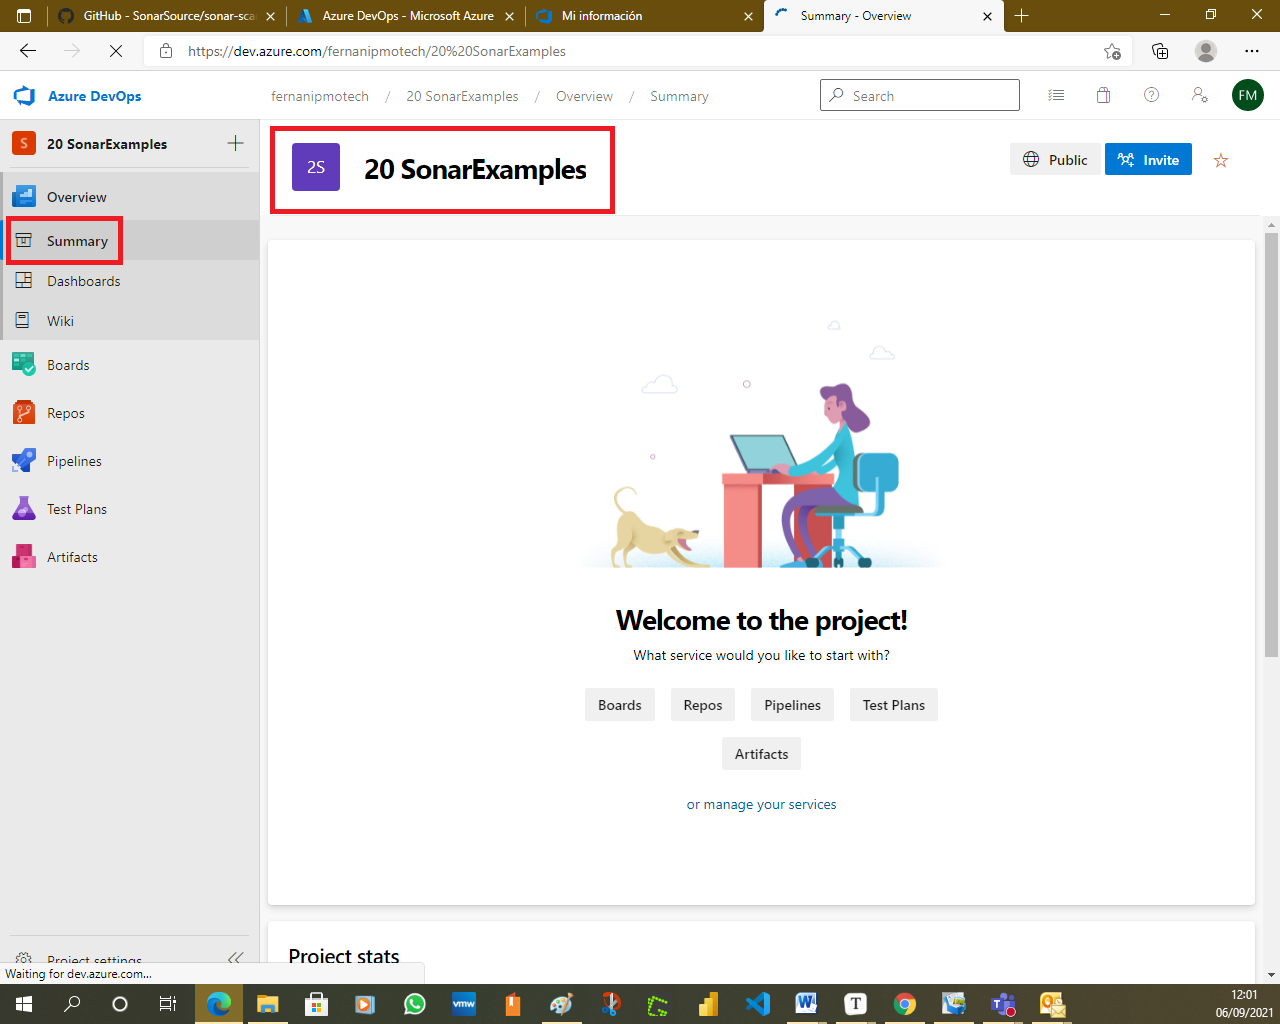 GitHub - SonarSource/sonar-sca
Azure DevOps - Microsoft Azure
Mi información
Summary - Overview
https://dev.azure.com/fernanipmotech/20%20SonarExamples
Azure DevOps
fernanipmotech / 20 SonarExamples / Overview / Summary
Search
FM
S 20 SonarExamples
2S 20 SonarExamples
Public
Invite
Overview
Summary
Dashboards
Wiki
Boards
Repos
Pipelines
Test Plans
Artifacts
Welcome to the project!
What service would you like to start with?
Boards Repos Pipelines Test Plans
Artifacts
or manage your services
Project stats
Project settings
Waiting for dev.azure.com...
vmw
W
T
12:01
06/09/2021